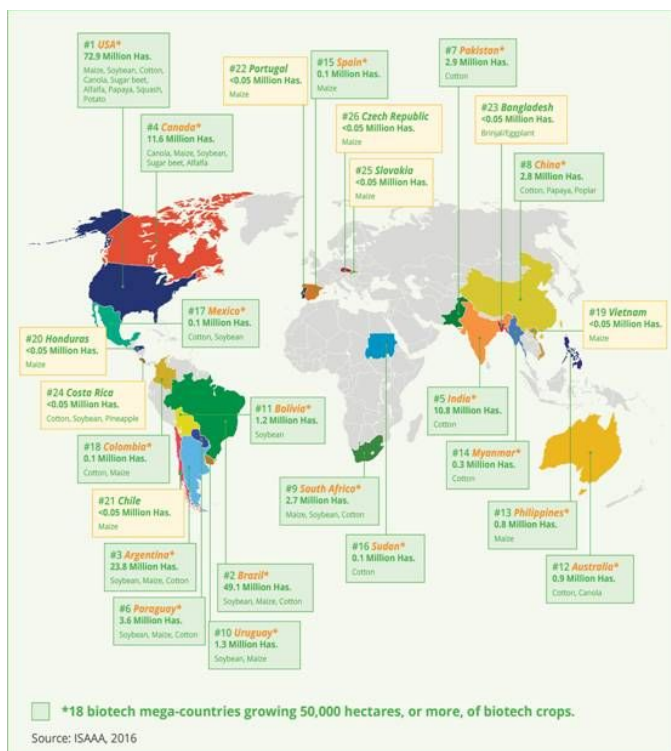 #1 USA*
72.9 Million Has.
Maize, Soybean, Cotton,
Canola, Sugar beet,
Alfalfa, Papaya, Squash,
Potato
#22 Portugal
<0.05 Million Has.
Maize
#15 Spain*
0.1 Million Has.
Maize
#7 Pakistan*
2.9 Million Has.
Cotton
#26 Czech Republic
<0.05 Million Has.
Maize
#23 Bangladesh
<0.05 Million Has.
Brinjal/Eggplant
#4 Canada*
11.6 Million Has.
Canola, Maize, Soybean,
Sugar beet, Alfalfa
#25 Slovakia
<0.05 Million Has.
Maize
#8 China*
2.8 Million Has.
Cotton, Papaya, Poplar
#17 Mexico*
0.1 Million Has.
Cotton, Soybean
#19 Vietnam
<0.05 Million Has.
Maize
#20 Honduras
<0.05 Million Has.
Maize
#24 Costa Rica
<0.05 Million Has.
Cotton, Soybean, Pineapple
#11 Bolivia*
1.2 Million Has.
Soybean
#5 India*
10.8 Million Has.
Cotton
#18 Colombia*
0.1 Million Has.
Cotton, Maize
#14 Myanmar*
0.3 Million Has.
Cotton
#21 Chile
<0.05 Million Has.
Maize
#9 South Africa*
2.7 Million Has.
Maize, Soybean, Cotton
#13 Philippines*
0.8 Million Has.
Maize
#3 Argentina*
23.8 Million Has.
Soybean, Maize, Cotton
#16 Sudan*
0.1 Million Has.
Cotton
#2 Brazil*
49.1 Million Has.
Soybean, Maize, Cotton
#12 Australia*
0.9 Million Has.
Cotton, Canola
#6 Paraguay*
3.6 Million Has.
Soybean, Maize, Cotton
#10 Uruguay*
1.3 Million Has.
Soybean, Maize
*18 biotech mega-countries growing 50,000 hectares, or more, of biotech crops.
Source: ISAAA, 2016